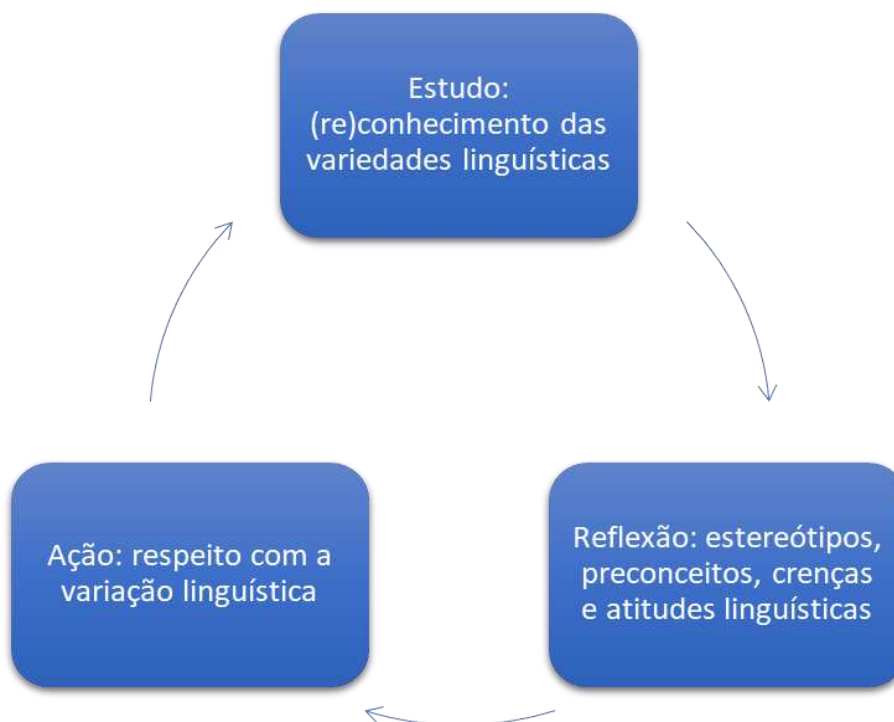 Estudo:
(re)conhecimento das
variedades linguísticas
Ação: respeito com a
variação linguística
Reflexão: estereótipos,
preconceitos, crenças
e atitudes linguísticas